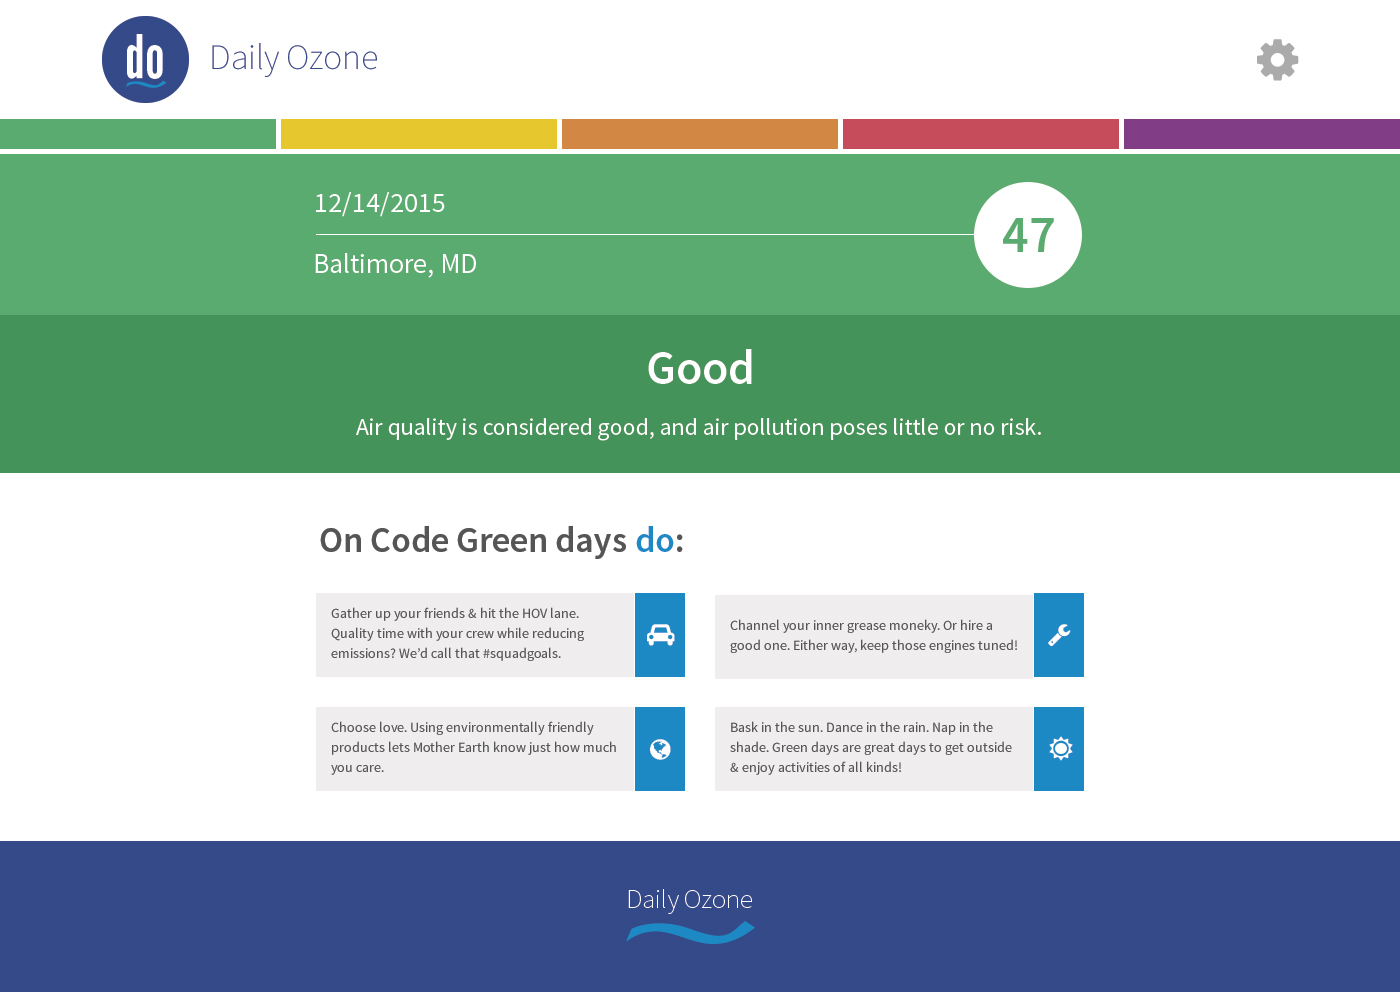 do
Daily Ozone
12/14/2015
47
Baltimore, MD
Good
Air quality is considered good, and air pollution poses little or no risk.
On Code Green days do:
Gather up your friends & hit the HOV lane.
Quality time with your crew while reducing
emissions? We’d call that #squadgoals.
Channel your inner grease moneky. Or hire a
good one. Either way, keep those engines tuned!
Choose love. Using environmentally friendly
products lets Mother Earth know just how much
you care.
Bask in the sun. Dance in the rain. Nap in the
shade. Green days are great days to get outside
& enjoy activities of all kinds!
Daily Ozone